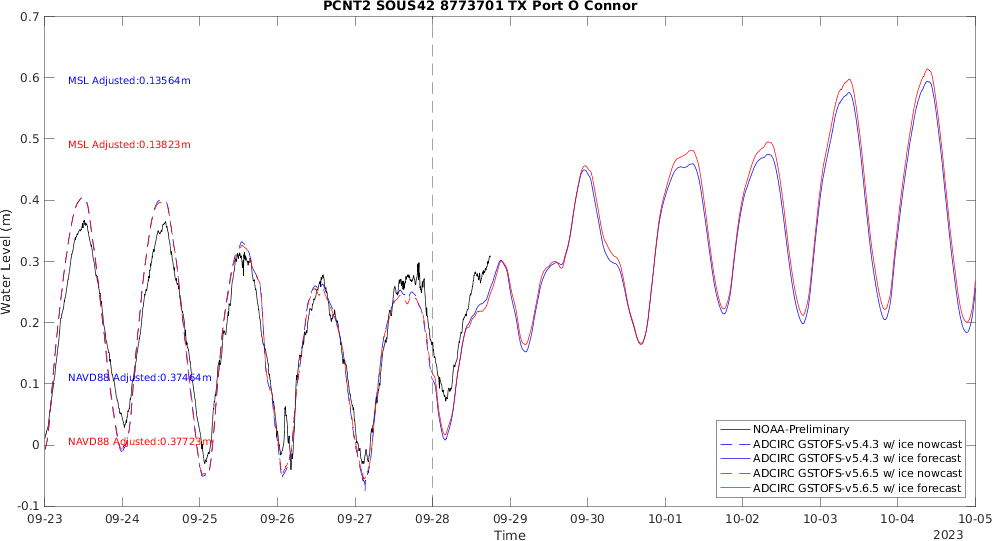 PCNT2 SOUS42 8773701 TX Port O Connor
0.7
0.6
0.5
0.4
0.3
0.2
0.1
0
-0.1
Water Level (m)
MSL Adjusted:0.13564m
MSL Adjusted:0.13823m
NAVD88 Adjusted:0.37464m
NAVD88 Adjusted:0.37723m
NOAA-Preliminary
ADCIRC GSTOFS-v5.4.3 w/ ice nowcast
ADCIRC GSTOFS-v5.4.3 w/ ice forecast
ADCIRC GSTOFS-v5.6.5 w/ ice nowcast
ADCIRC GSTOFS-v5.6.5 w/ ice forecast
09-23 09-24 09-25 09-26 09-27 09-28 09-29 09-30 10-01 10-02 10-03 10-04 10-05
Time
2023